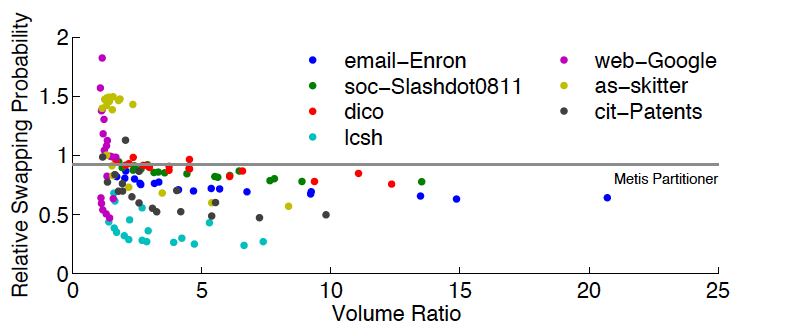 Relative Swapping Probability
2
1.5
1
0.5
0
email−Enron
soc−Slashdot0811
dico
lcsh
web−Google
as−skitter
cit−Patents
Metis Partitioner
0 5 10 15 20 25
Volume Ratio